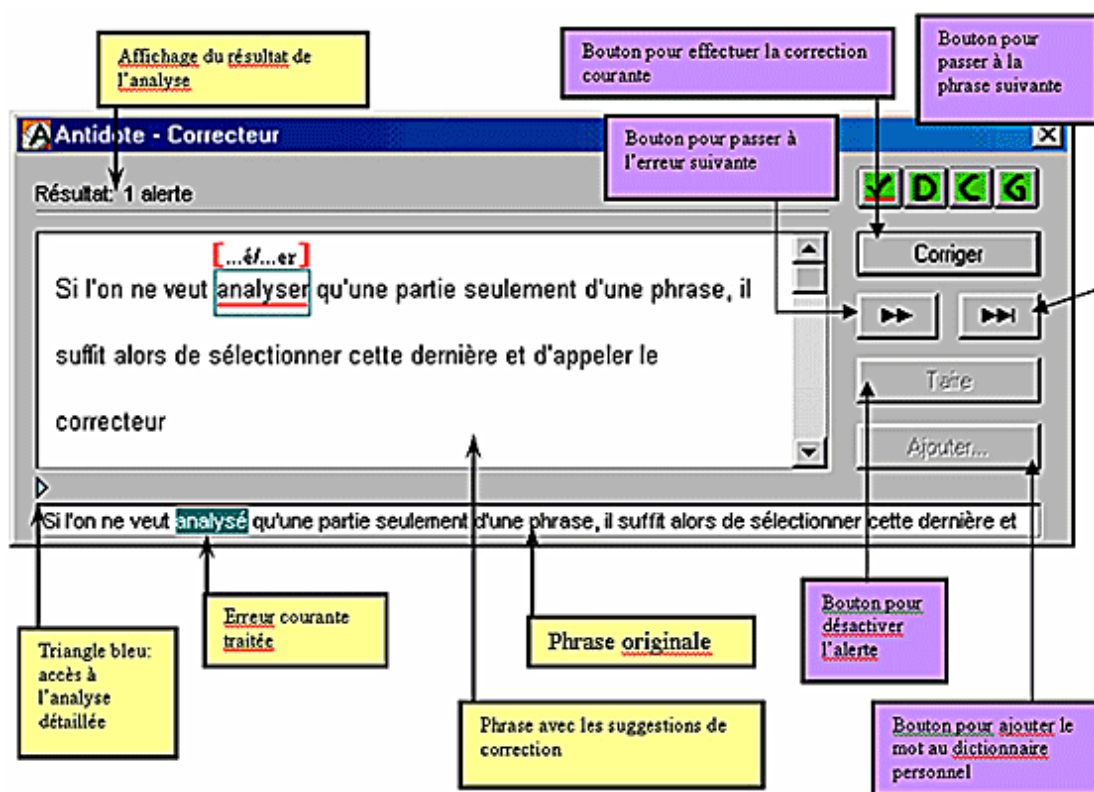 Affichage du résultat de
l'analyse
Bouton pour effectuer la correction
courante
Bouton pour
passer à la
phrase suivante
Antidote - Correcteur
Bouton pour passer à
l'erreur suivante
Résultat: 1 alerte
D C G
[...é/...er]
Si l'on ne veut analyser qu'une partie seulement d'une phrase, il
suffit alors de sélectionner cette dernière et d'appeler le
correcteur
Corriger
Taire
Ajouter...
Si l'on ne veut analysé qu'une partie seulement d'une phrase, il suffit alors de sélectionner cette dernière et
Triangle bleu:
accès à
l'analyse
détaillée
Erreur courante
traitée
Phrase originale
Phrase avec les suggestions de
correction
Bouton pour
désactiver
l'alerte
Bouton pour ajouter le
mot au dictionnaire
personnel